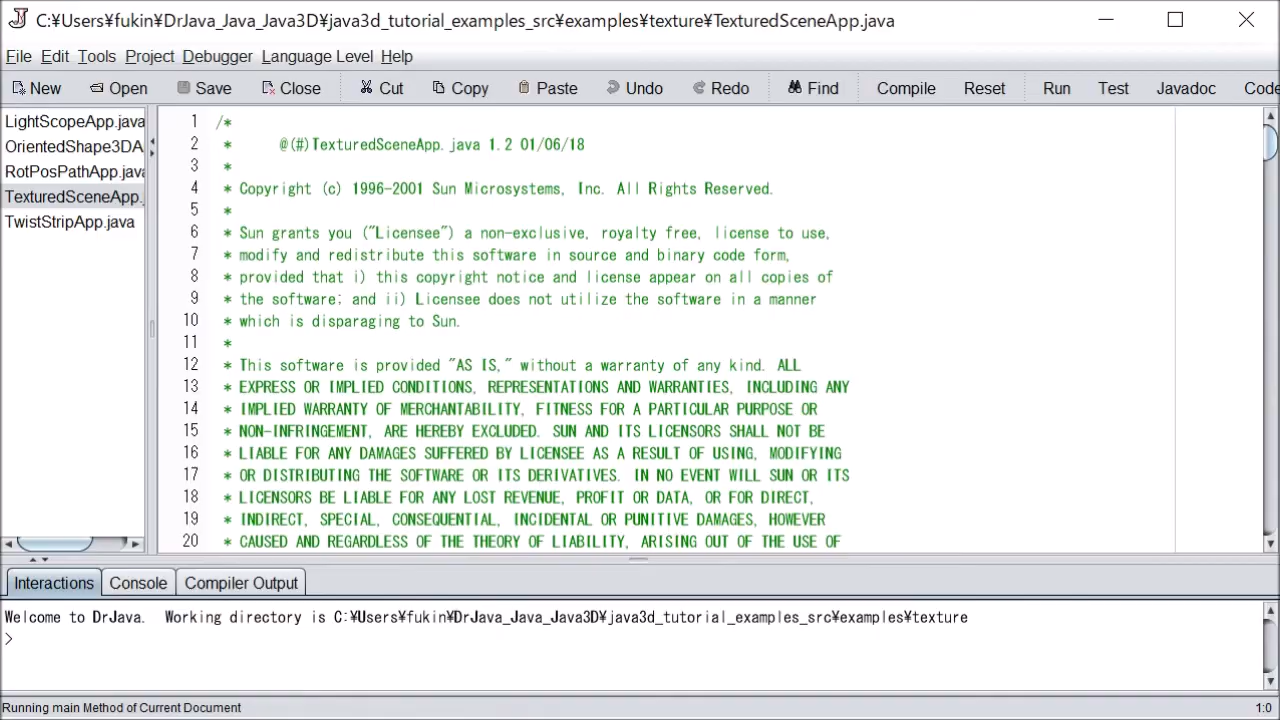 C:¥Users¥fukin¥DrJava_Java_Java3D¥java3d_tutorial_examples_src¥examples¥texture¥TexturedSceneApp.java
File Edit Tools Project Debugger Language Level Help
New Open Save Close Cut Copy Paste Undo Redo Find Compile Reset Run Test Javadoc Code
LightScopeApp.java
OrientedShape3DA
RotPosPathApp.java
TexturedSceneApp.
TwistStripApp.java
1 /*
2 * @(#)TexturedSceneApp.java 1.2 01/06/18
3 *
4 * Copyright (c) 1996-2001 Sun Microsystems, Inc. All Rights Reserved.
5 *
6 * Sun grants you ("Licensee") a non-exclusive, royalty free, license to use,
7 * modify and redistribute this software in source and binary code form,
8 * provided that i) this copyright notice and license appear on all copies of
9 * the software; and ii) Licensee does not utilize the software in a manner
10 * which is disparaging to Sun.
11 *
12 * This software is provided "AS IS," without a warranty of any kind. ALL
13 * EXPRESS OR IMPLIED CONDITIONS, REPRESENTATIONS AND WARRANTIES, INCLUDING ANY
14 * IMPLIED WARRANTY OF MERCHANTABILITY, FITNESS FOR A PARTICULAR PURPOSE OR
15 * NON-INFRINGEMENT, ARE HEREBY EXCLUDED. SUN AND ITS LICENSORS SHALL NOT BE
16 * LIABLE FOR ANY DAMAGES SUFFERED BY LICENSEE AS A RESULT OF USING, MODIFYING
17 * OR DISTRIBUTING THE SOFTWARE OR ITS DERIVATIVES. IN NO EVENT WILL SUN OR ITS
18 * LICENSORS BE LIABLE FOR ANY LOST REVENUE, PROFIT OR DATA, OR FOR DIRECT,
19 * INDIRECT, SPECIAL, CONSEQUENTIAL, INCIDENTAL OR PUNITIVE DAMAGES, HOWEVER
20 * CAUSED AND REGARDLESS OF THE THEORY OF LIABILITY, ARISING OUT OF THE USE OF
Interactions Console Compiler Output
Welcome to DrJava. Working directory is C:¥Users¥fukin¥DrJava_Java_Java3D¥java3d_tutorial_examples_src¥examples¥texture
>
Running main Method of Current Document 1:0